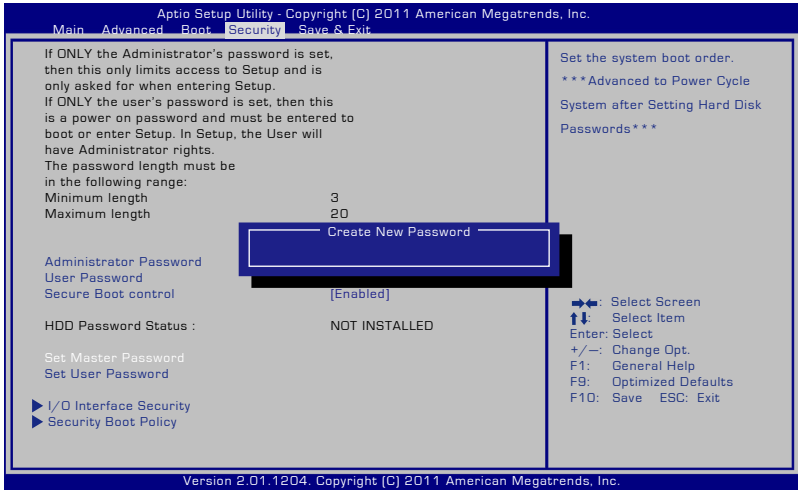 Aptio Setup Utility - Copyright (C) 2011 American Megatrends, Inc.
Main Advanced Boot Security Save & Exit
If ONLY the Administrator's password is set,
then this only limits access to Setup and is
only asked for when entering Setup.
If ONLY the user's password is set, then this
is a power on password and must be entered to
boot or enter Setup. In Setup, the User will
have Administrator rights.
The password length must be
in the following range:
Minimum length 3
Maximum length 20
Create New Password
Administrator Password
User Password
Secure Boot control [Enabled]
HDD Password Status : NOT INSTALLED
Set Master Password
Set User Password
I/O Interface Security
Security Boot Policy
Set the system boot order.
***Advanced to Power Cycle
System after Setting Hard Disk
Passwords***
→←: Select Screen
↑↓: Select Item
Enter: Select
+/—: Change Opt.
F1: General Help
F9: Optimized Defaults
F10: Save ESC: Exit
Version 2.01.1204. Copyright (C) 2011 American Megatrends, Inc.